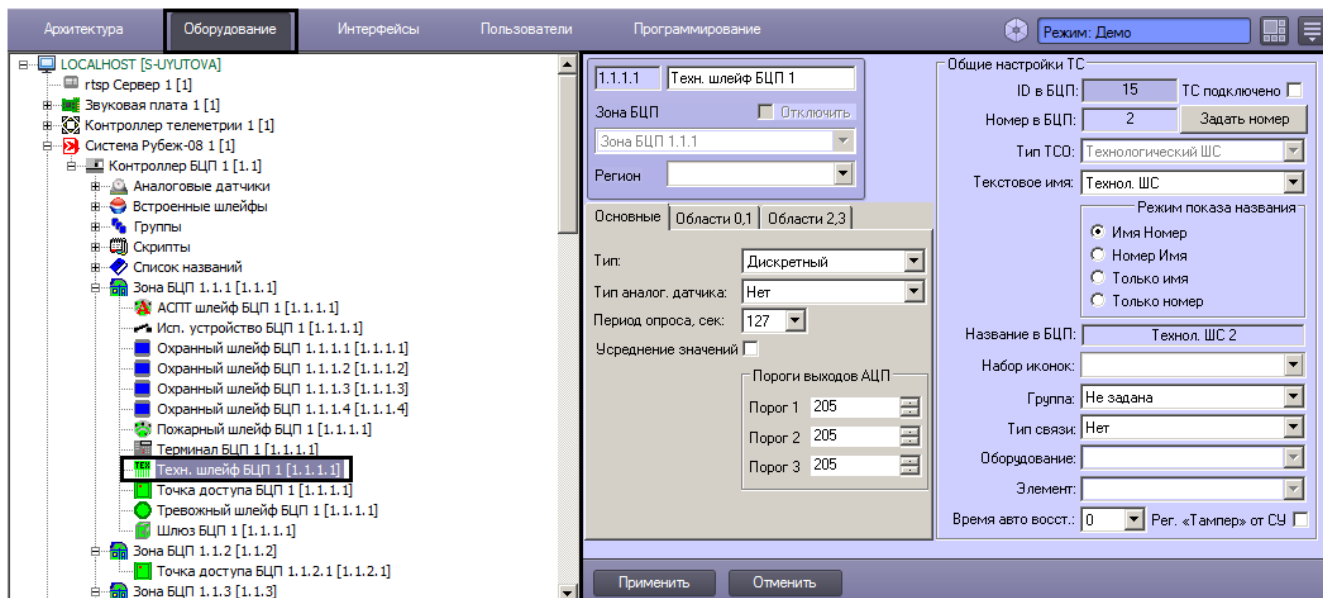 Архитектура Оборудование Интерфейсы Пользователи Программирование Режим: Демо
LOCALHOST [S-UYUTOVA]
rtsp Сервер 1 [1]
Звуковая плата 1 [1]
Контроллер телеметрии 1 [1]
Система Рубеж-08 1 [1]
Контроллер БЦП 1 [1.1]
Аналоговые датчики
Встроенные шлейфы
Группы
Скрипты
Список названий
Зона БЦП 1.1.1 [1.1.1]
АСПТ шлейф БЦП 1 [1.1.1.1]
Исп. устройство БЦП 1 [1.1.1.1]
Охранный шлейф БЦП 1.1.1.1 [1.1.1.1]
Охранный шлейф БЦП 1.1.1.2 [1.1.1.2]
Охранный шлейф БЦП 1.1.1.3 [1.1.1.3]
Охранный шлейф БЦП 1.1.1.4 [1.1.1.4]
Пожарный шлейф БЦП 1 [1.1.1.1]
Терминал БЦП 1 [1.1.1.1]
TEX Техн. шлейф БЦП 1 [1.1.1.1]
Точка доступа БЦП 1 [1.1.1.1]
Тревожный шлейф БЦП 1 [1.1.1.1]
Шлюз БЦП 1 [1.1.1.1]
Зона БЦП 1.1.2 [1.1.2]
Точка доступа БЦП 1.1.2.1 [1.1.2.1]
Зона БЦП 1.1.3 [1.1.3]
1.1.1.1 Техн. шлейф БЦП 1
Зона БЦП Отключить
Зона БЦП 1.1.1
Регион
Основные Области 0,1 Области 2,3
Тип: Дискретный
Тип аналог. датчика: Нет
Период опроса, сек: 127
Усреднение значений
Пороги выходов АЦП
Порог 1 205
Порог 2 205
Порог 3 205
Общие настройки ТС
ID в БЦП: 15 ТС подключено
Номер в БЦП: 2 Задать номер
Тип ТСО: Технологический ШС
Текстовое имя: Технол. ШС
Режим показа названия
Имя Номер
Номер Имя
Только имя
Только номер
Название в БЦП: Технол. ШС 2
Набор иконок:
Группа: Не задана
Тип связи: Нет
Оборудование:
Элемент:
Время авто восст.: 0 Рег. «Тампер» от СУ
Применить Отменить